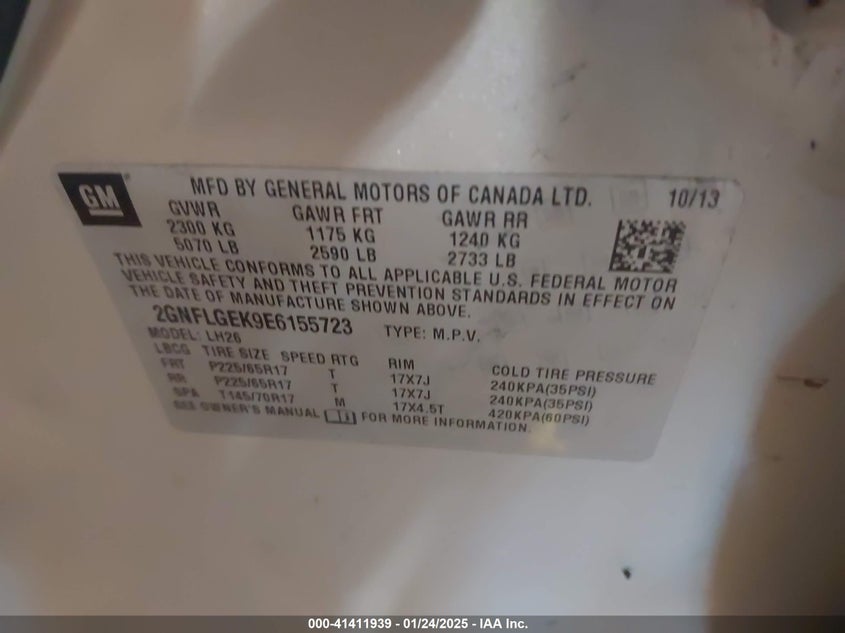 GM
MFD BY GENERAL MOTORS OF CANADA LTD. 10/13
GVWR GAWR FRT GAWR RR
2300 KG 1175 KG 1240 KG
5070 LB 2590 LB 2733 LB
THIS VEHICLE CONFORMS TO ALL APPLICABLE U.S. FEDERAL MOTOR
VEHICLE SAFETY AND THEFT PREVENTION STANDARDS IN EFFECT ON
THE DATE OF MANUFACTURE SHOWN ABOVE.
2GNFLGEK9E6155723 TYPE: M.P.V.
MODEL: LH26
LBCG TIRE SIZE SPEED RTG RIM COLD TIRE PRESSURE
FRT P225/65R17 T 17X7J 240KPA(35PSI)
RR P225/65R17 T 17X7J 240KPA(35PSI)
SPA T145/70R17 M 17X4.5T 420KPA(60PSI)
SEE OWNER'S MANUAL FOR MORE INFORMATION.
000-41411939 - 01/24/2025 - IAA Inc.